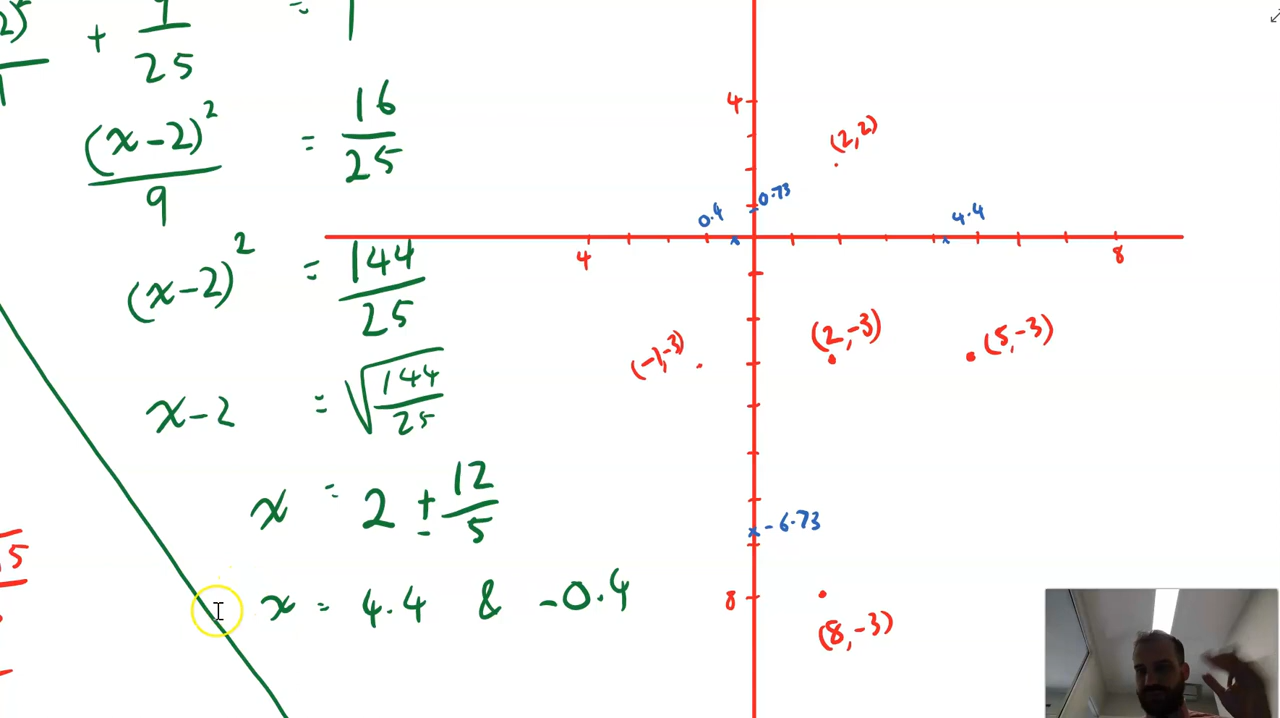 + 9/25 = 1
(x-2)² / 9 = 16/25
(x-2)² = 144/25
x-2 = √(144/25)
x = 2 ± 12/5
x = 4.4 & -0.4
4
(2,2)
0.73
0.4
4.4
4
8
(-1,-3)
(2,-3)
(5,-3)
-6.73
8
(8,-3)